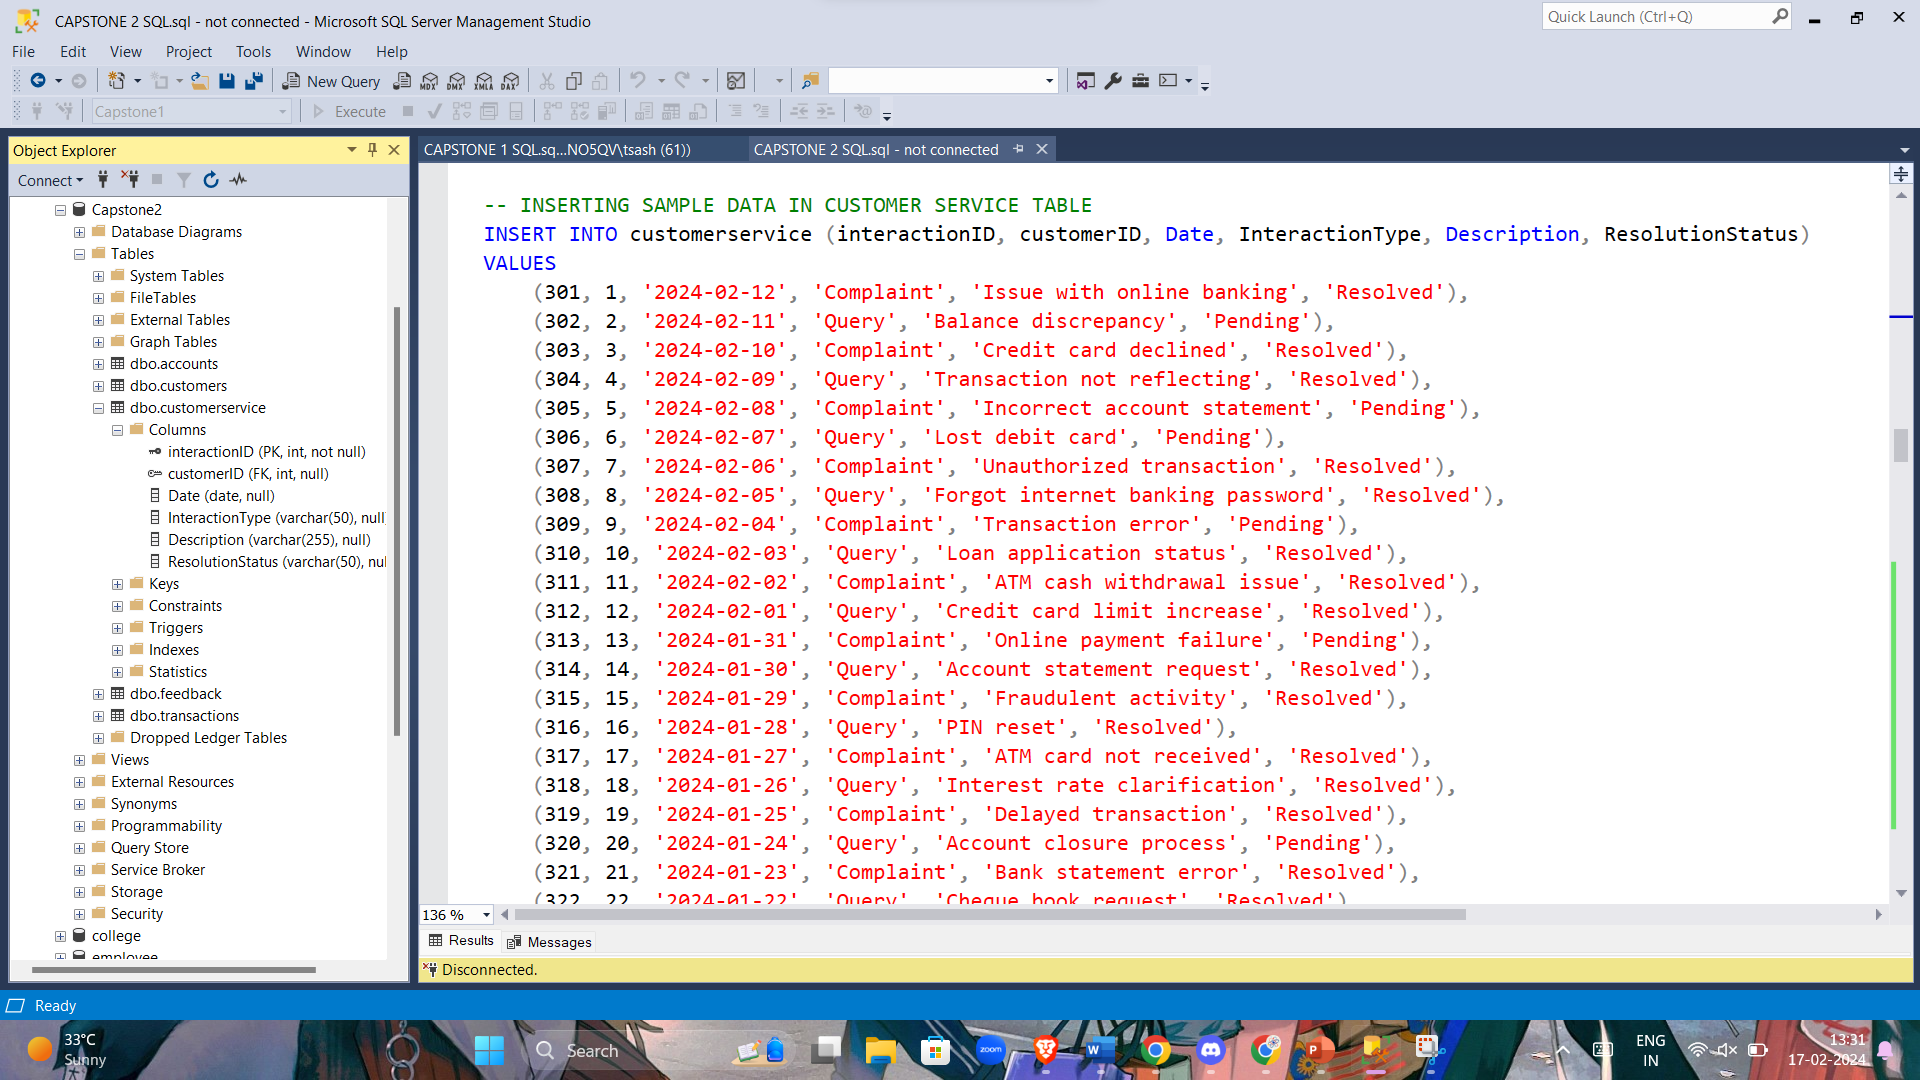 CAPSTONE 2 SQL.sql - not connected - Microsoft SQL Server Management Studio
Quick Launch (Ctrl+Q)
File Edit View Project Tools Window Help
New Query MDX DMX XMLA DAX
Capstone1 Execute
Object Explorer
Connect
Capstone2
Database Diagrams
Tables
System Tables
FileTables
External Tables
Graph Tables
dbo.accounts
dbo.customers
dbo.customerservice
Columns
interactionID (PK, int, not null)
customerID (FK, int, null)
Date (date, null)
InteractionType (varchar(50), null
Description (varchar(255), null)
ResolutionStatus (varchar(50), nul
Keys
Constraints
Triggers
Indexes
Statistics
dbo.feedback
dbo.transactions
Dropped Ledger Tables
Views
External Resources
Synonyms
Programmability
Query Store
Service Broker
Storage
Security
college
employee
CAPSTONE 1 SQL.sq...NO5QV\tsash (61)) CAPSTONE 2 SQL.sql - not connected
-- INSERTING SAMPLE DATA IN CUSTOMER SERVICE TABLE
INSERT INTO customerservice (interactionID, customerID, Date, InteractionType, Description, ResolutionStatus)
VALUES
(301, 1, '2024-02-12', 'Complaint', 'Issue with online banking', 'Resolved'),
(302, 2, '2024-02-11', 'Query', 'Balance discrepancy', 'Pending'),
(303, 3, '2024-02-10', 'Complaint', 'Credit card declined', 'Resolved'),
(304, 4, '2024-02-09', 'Query', 'Transaction not reflecting', 'Resolved'),
(305, 5, '2024-02-08', 'Complaint', 'Incorrect account statement', 'Pending'),
(306, 6, '2024-02-07', 'Query', 'Lost debit card', 'Pending'),
(307, 7, '2024-02-06', 'Complaint', 'Unauthorized transaction', 'Resolved'),
(308, 8, '2024-02-05', 'Query', 'Forgot internet banking password', 'Resolved'),
(309, 9, '2024-02-04', 'Complaint', 'Transaction error', 'Pending'),
(310, 10, '2024-02-03', 'Query', 'Loan application status', 'Resolved'),
(311, 11, '2024-02-02', 'Complaint', 'ATM cash withdrawal issue', 'Resolved'),
(312, 12, '2024-02-01', 'Query', 'Credit card limit increase', 'Resolved'),
(313, 13, '2024-01-31', 'Complaint', 'Online payment failure', 'Pending'),
(314, 14, '2024-01-30', 'Query', 'Account statement request', 'Resolved'),
(315, 15, '2024-01-29', 'Complaint', 'Fraudulent activity', 'Resolved'),
(316, 16, '2024-01-28', 'Query', 'PIN reset', 'Resolved'),
(317, 17, '2024-01-27', 'Complaint', 'ATM card not received', 'Resolved'),
(318, 18, '2024-01-26', 'Query', 'Interest rate clarification', 'Resolved'),
(319, 19, '2024-01-25', 'Complaint', 'Delayed transaction', 'Resolved'),
(320, 20, '2024-01-24', 'Query', 'Account closure process', 'Pending'),
(321, 21, '2024-01-23', 'Complaint', 'Bank statement error', 'Resolved'),
(322, 22, '2024-01-22', 'Query', 'Cheque book request', 'Resolved')
136 %
Results Messages
Disconnected.
Ready
33°C
Sunny
Search
zoom
W
P
ENG
IN
13:31
17-02-2024